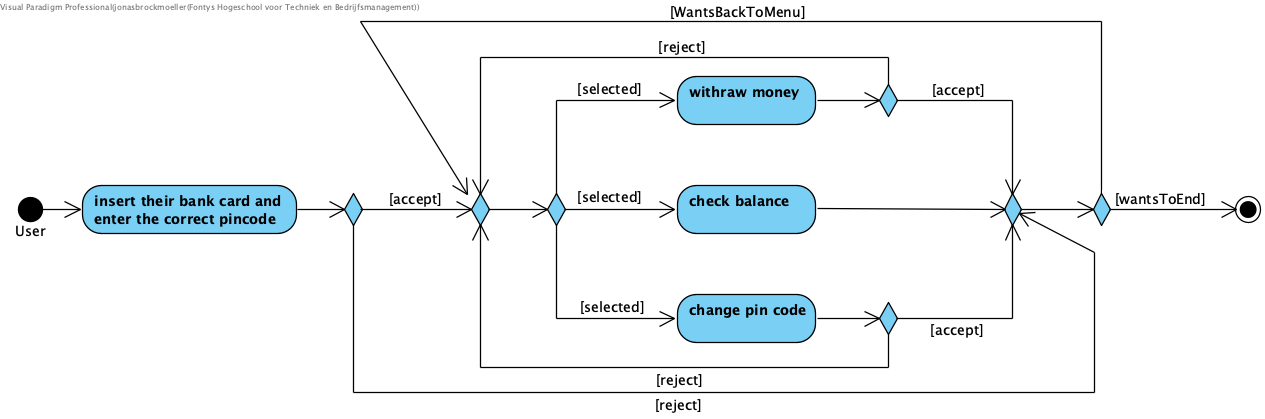 Visual Paradigm Professional(jonasbrockmoeller(Fontys Hogeschool voor Techniek en Bedrijfsmanagement))
[WantsBackToMenu]
[reject]
[selected]
withraw money
[accept]
insert their bank card and
enter the correct pincode
[accept]
[selected]
check balance
[wantsToEnd]
User
[selected]
change pin code
[accept]
[reject]
[reject]